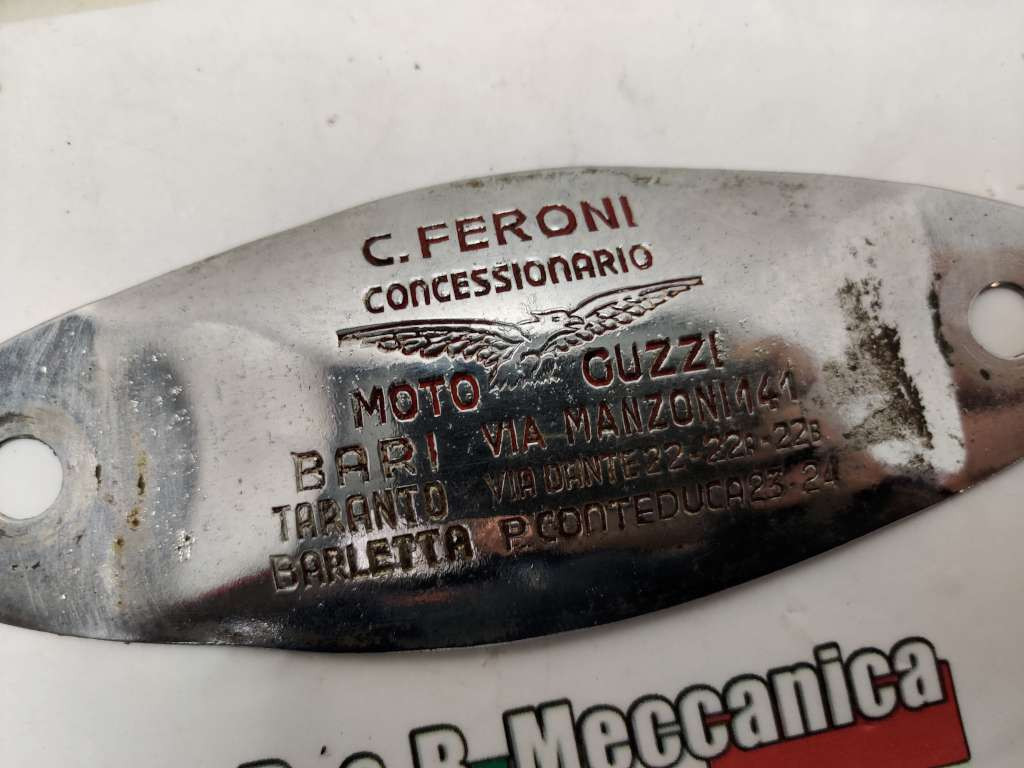 C. FERONI
CONCESSIONARIO
MOTO GUZZI
BARI VIA MANZONI.141
TARANTO VIA DANTE 22-22A-22B
BARLETTA P. CONTEDUCA 23-24
Meccanica